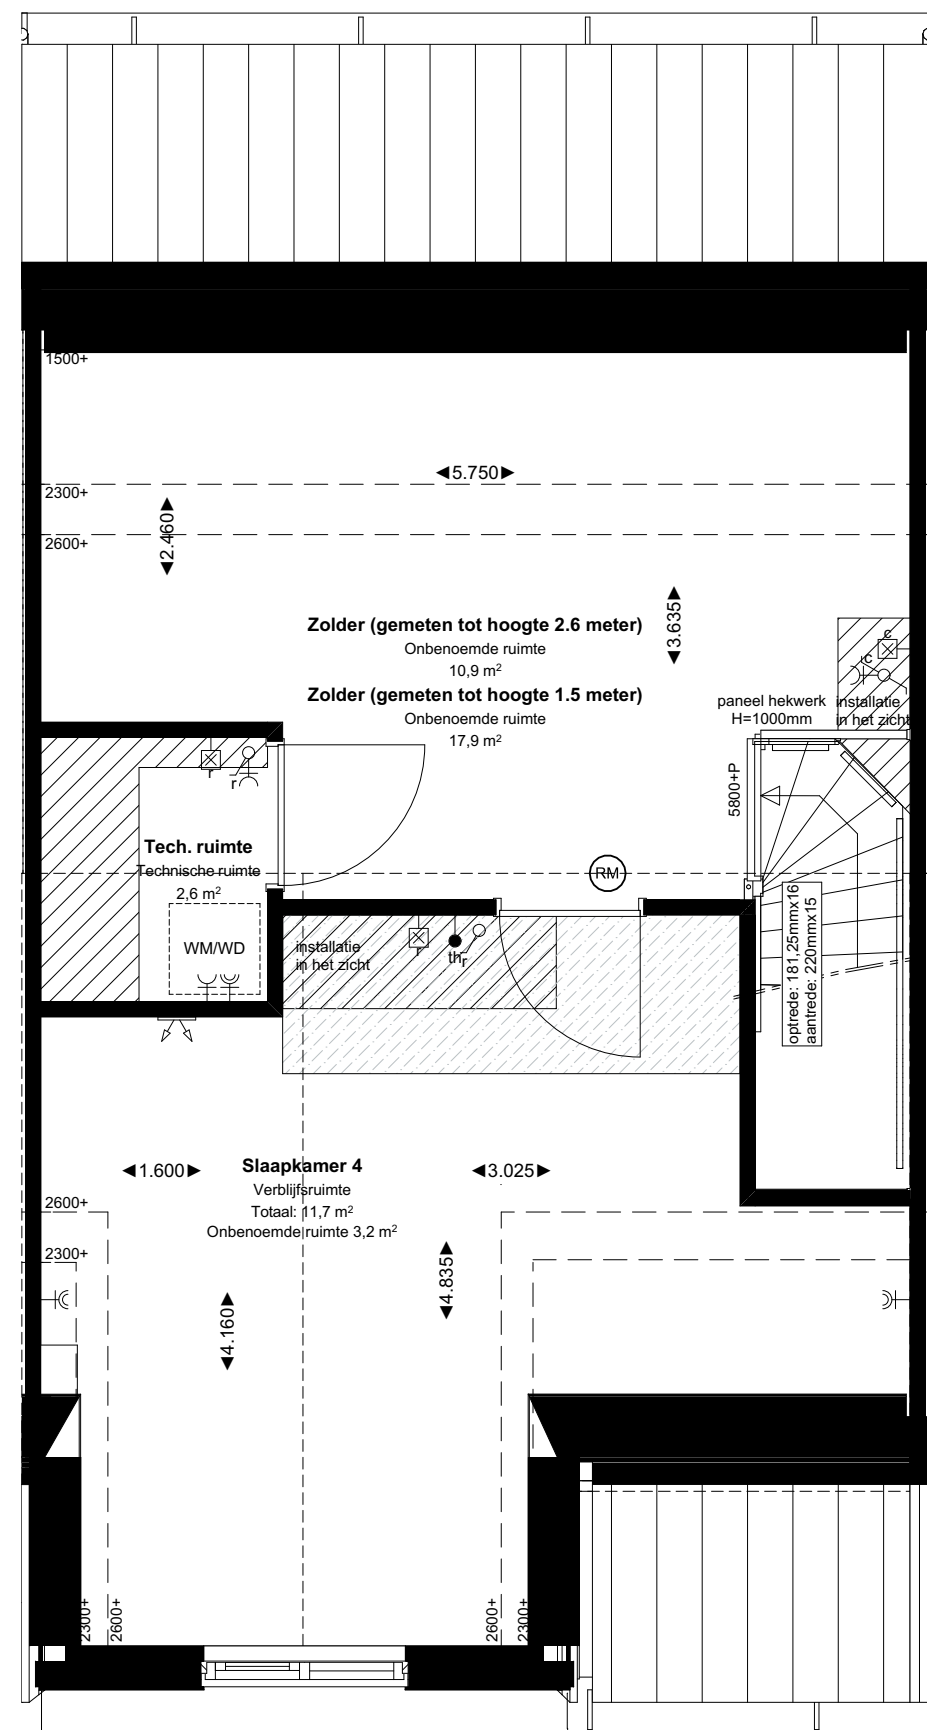 1500+
◄5.750►
2300+
◄2.460►
2600+
◄3.635►
Zolder (gemeten tot hoogte 2.6 meter)
Onbenoemde ruimte
10,9 m²
Zolder (gemeten tot hoogte 1.5 meter)
Onbenoemde ruimte
17,9 m²
c
c
paneel hekwerk
H=1000mm
installatie
in het zicht
r
r
5800+P
Tech. ruimte
Technische ruimte
2,6 m²
RM
WM/WD
installatie
in het zicht
r
th
r
optrede: 181,25mmx16
aantrede: 220mmx15
◄1.600►
Slaapkamer 4
◄3.025►
Verblijfsruimte
Totaal: 11,7 m²
Onbenoemde ruimte 3,2 m²
2600+
2300+
◄4.835►
◄4.160►
2300+
2600+
2600+
2300+